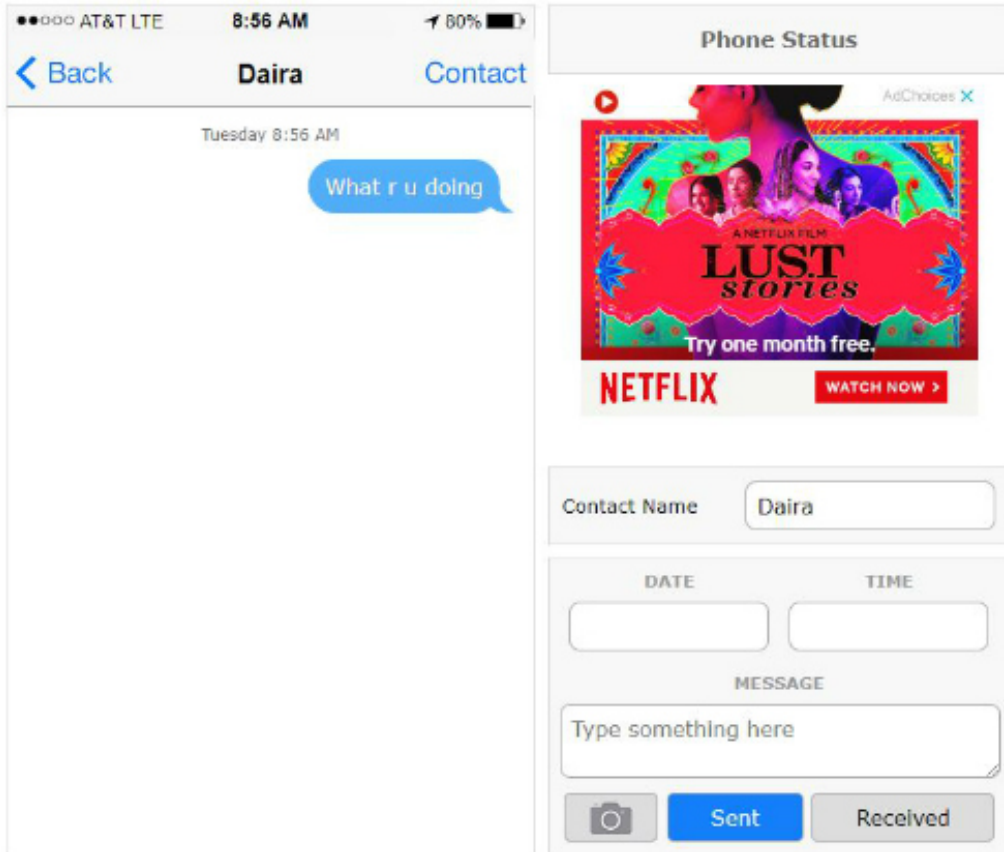 AT&T LTE 8:56 AM 80%
Back Daira Contact
Tuesday 8:56 AM
What r u doing
Phone Status
AdChoices X
A NETFLIX FILM
LUST
stories
Try one month free.
NETFLIX WATCH NOW >
Contact Name Daira
DATE TIME
MESSAGE
Type something here
Sent Received